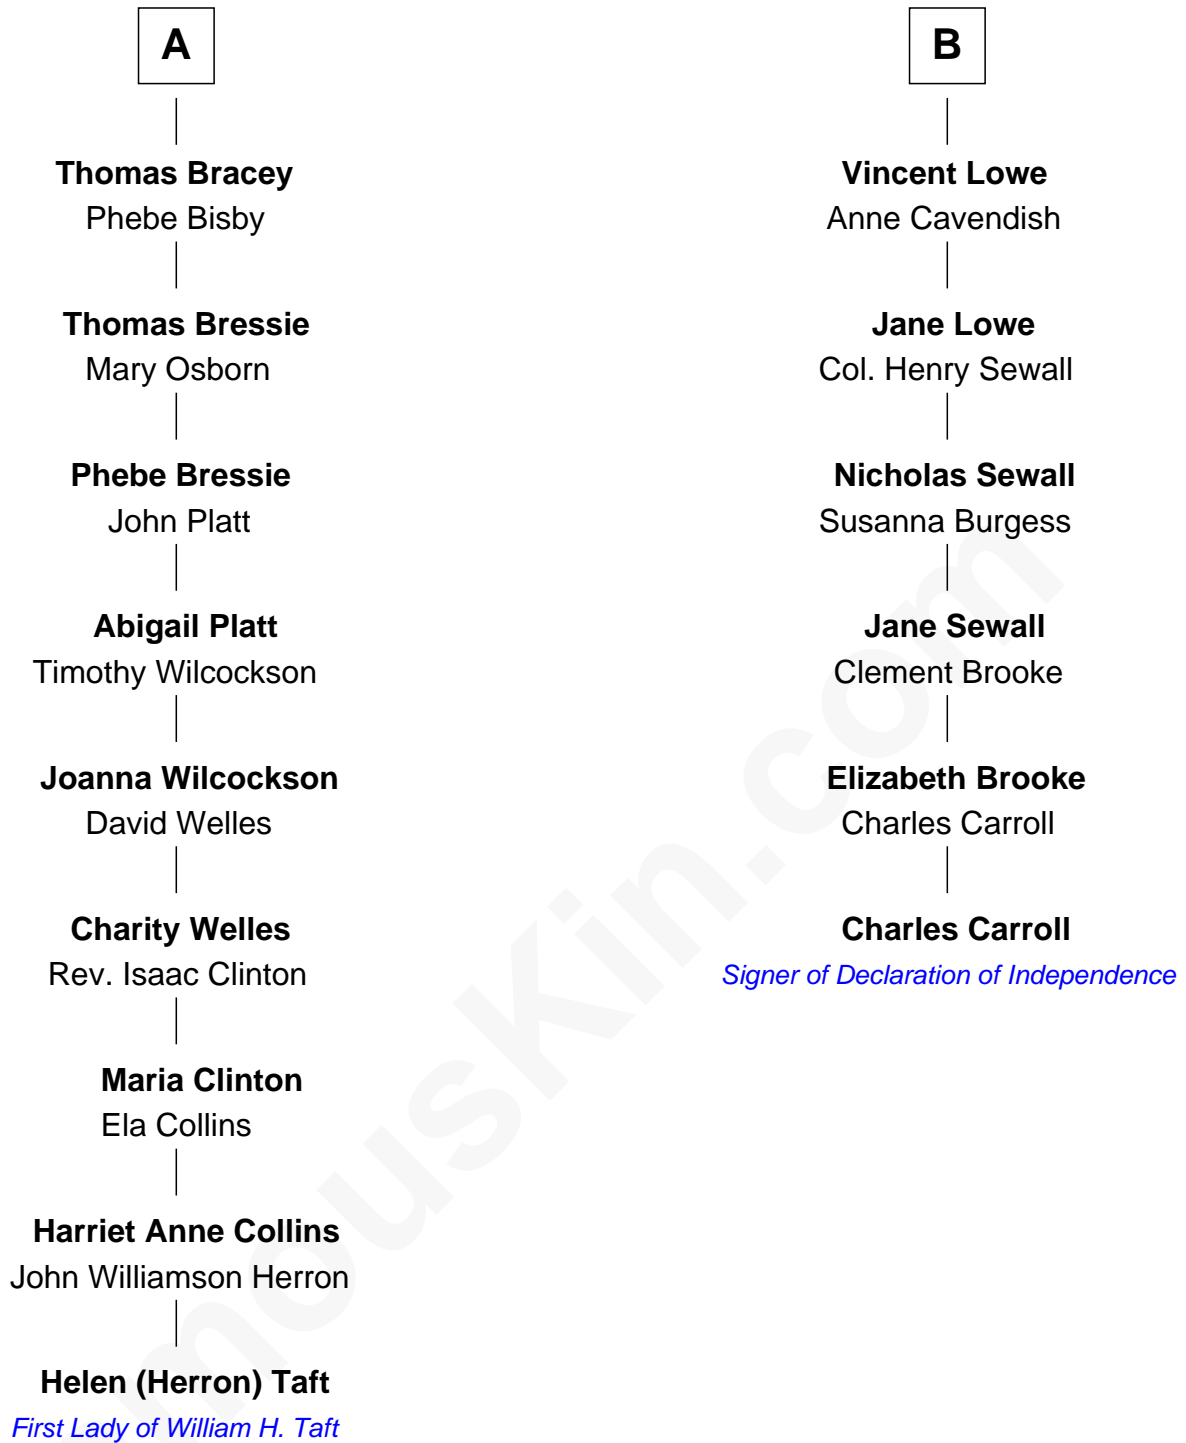 A
Thomas Bracey
Phebe Bisby
Thomas Bressie
Mary Osborn
Phebe Bressie
John Platt
Abigail Platt
Timothy Wilcockson
Joanna Wilcockson
David Welles
Charity Welles
Rev. Isaac Clinton
Maria Clinton
Ela Collins
Harriet Anne Collins
John Williamson Herron
Helen (Herron) Taft
First Lady of William H. Taft
B
Vincent Lowe
Anne Cavendish
Jane Lowe
Col. Henry Sewall
Nicholas Sewall
Susanna Burgess
Jane Sewall
Clement Brooke
Elizabeth Brooke
Charles Carroll
Charles Carroll
Signer of Declaration of Independence
mousKin.com